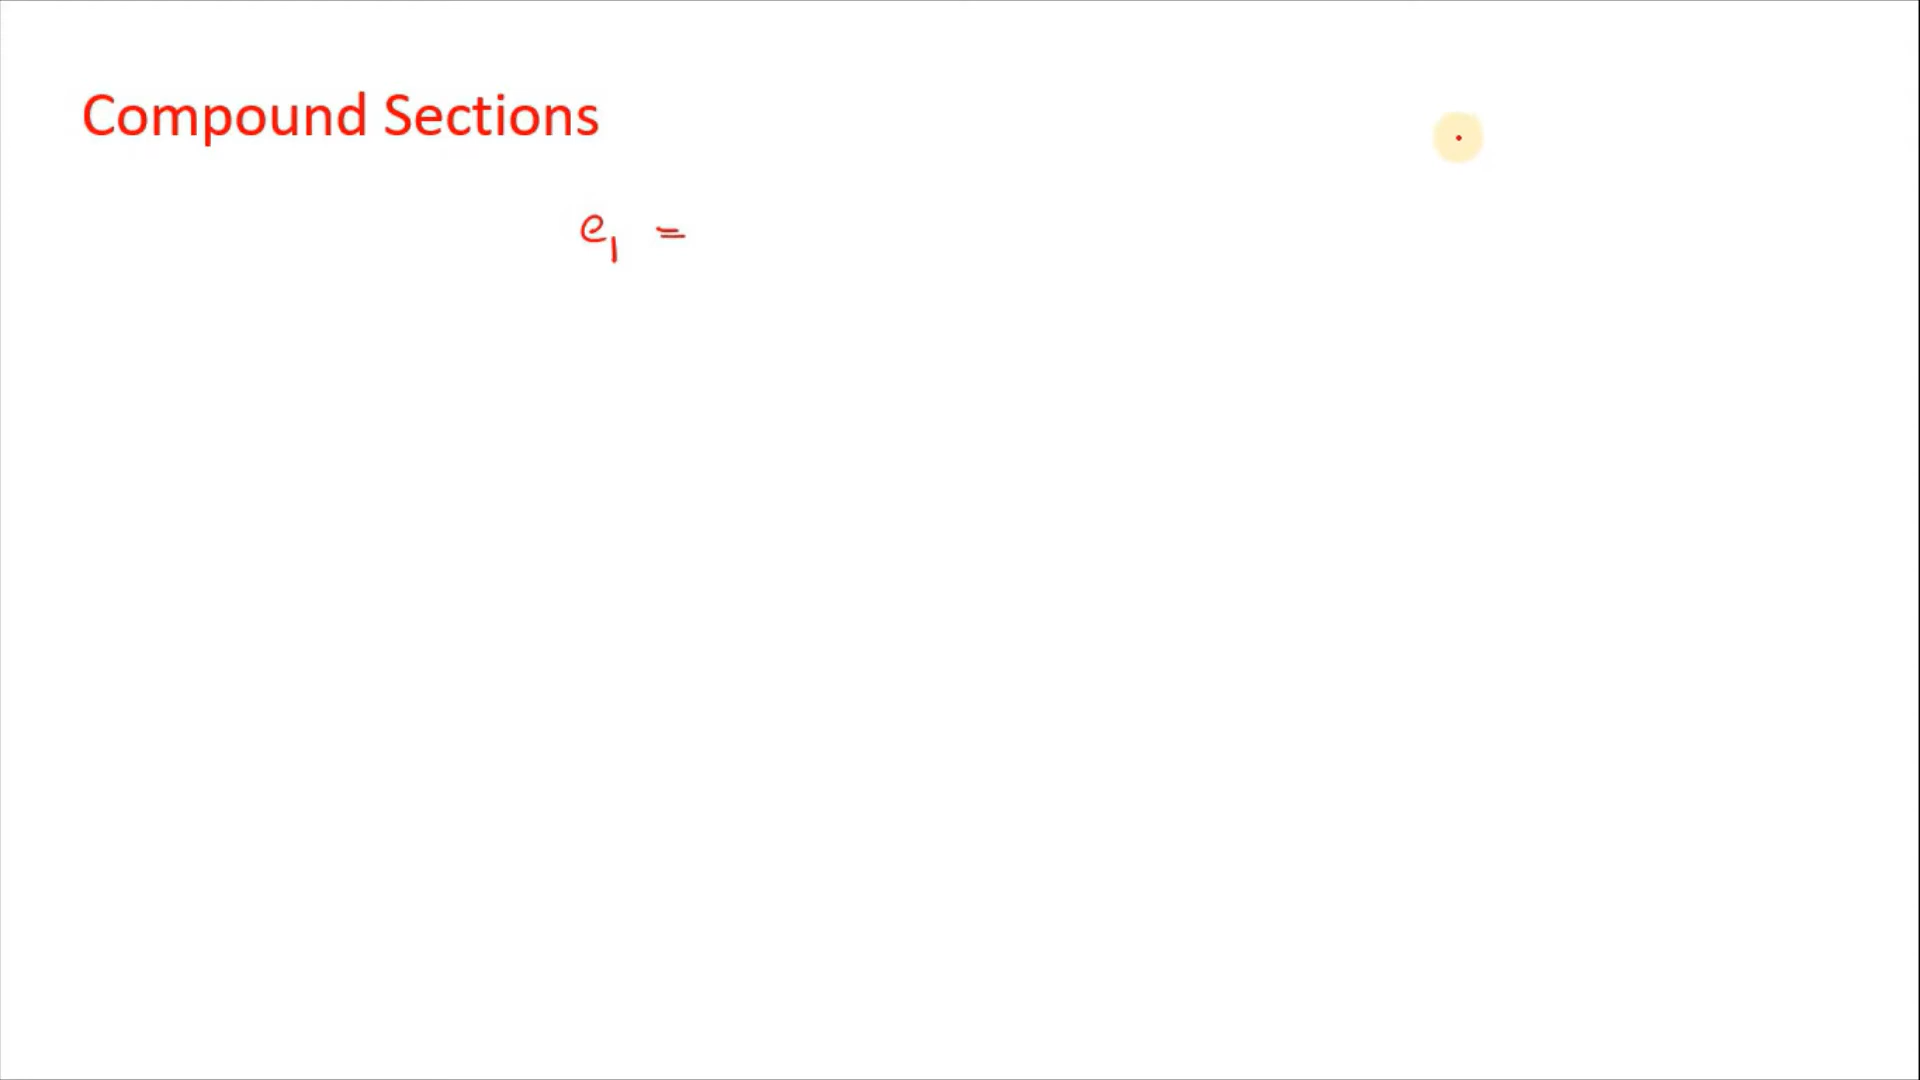 Compound Sections
e₁ =